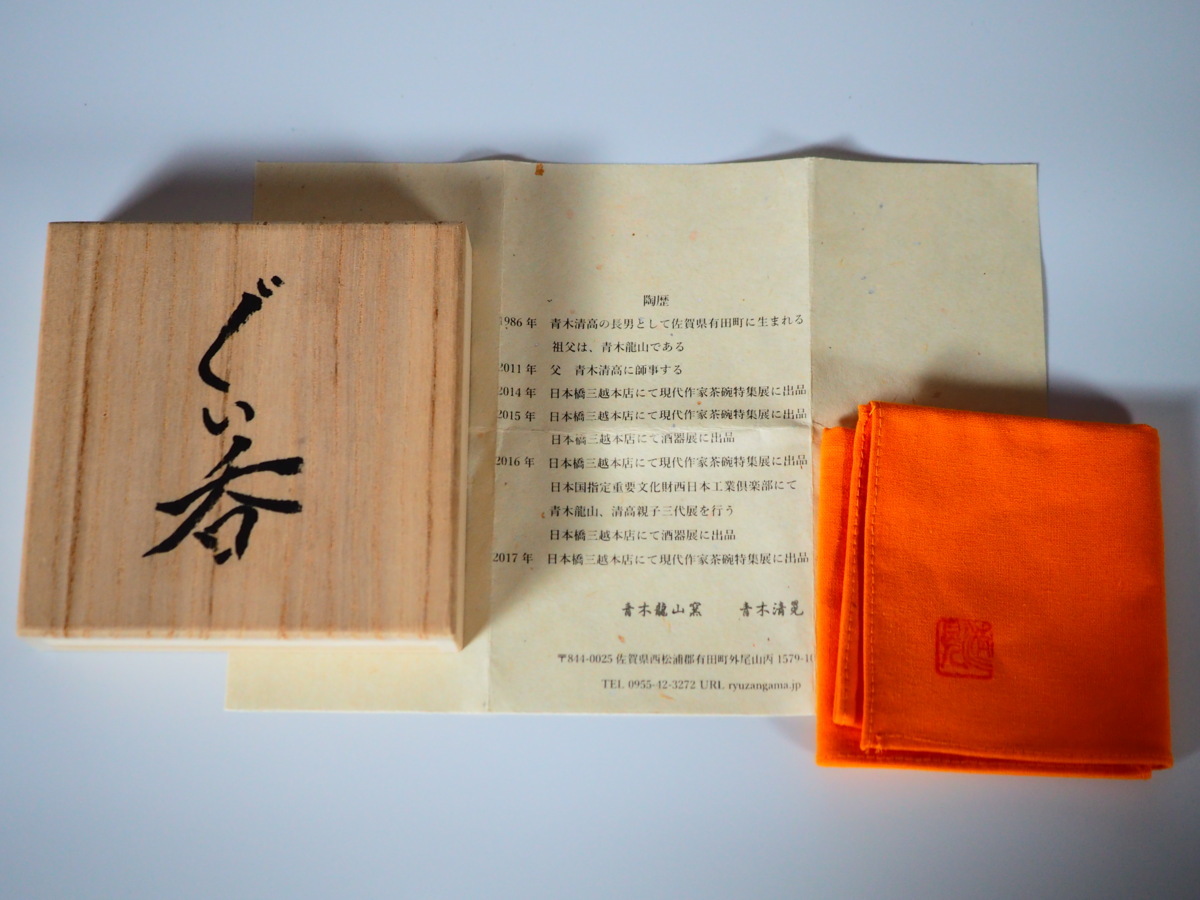 ぐい呑
陶歴
1986年 青木清高の長男として佐賀県有田町に生まれる
祖父は、青木龍山である
2011年 父 青木清高に師事する
2014年 日本橋三越本店にて現代作家茶碗特集展に出品
2015年 日本橋三越本店にて現代作家茶碗特集展に出品
日本橋三越本店にて酒器展に出品
2016年 日本橋三越本店にて現代作家茶碗特集展に出品
日本国指定重要文化財西日本工業倶楽部にて
青木龍山、清高親子三代展を行う
日本橋三越本店にて酒器展に出品
2017年 日本橋三越本店にて現代作家茶碗特集展に出品
青木龍山窯 青木清
〒844-0025 佐賀県西松浦郡有田町外尾山丙 1579-1
TEL 0955-42-3272 URL ryuzangama.jp